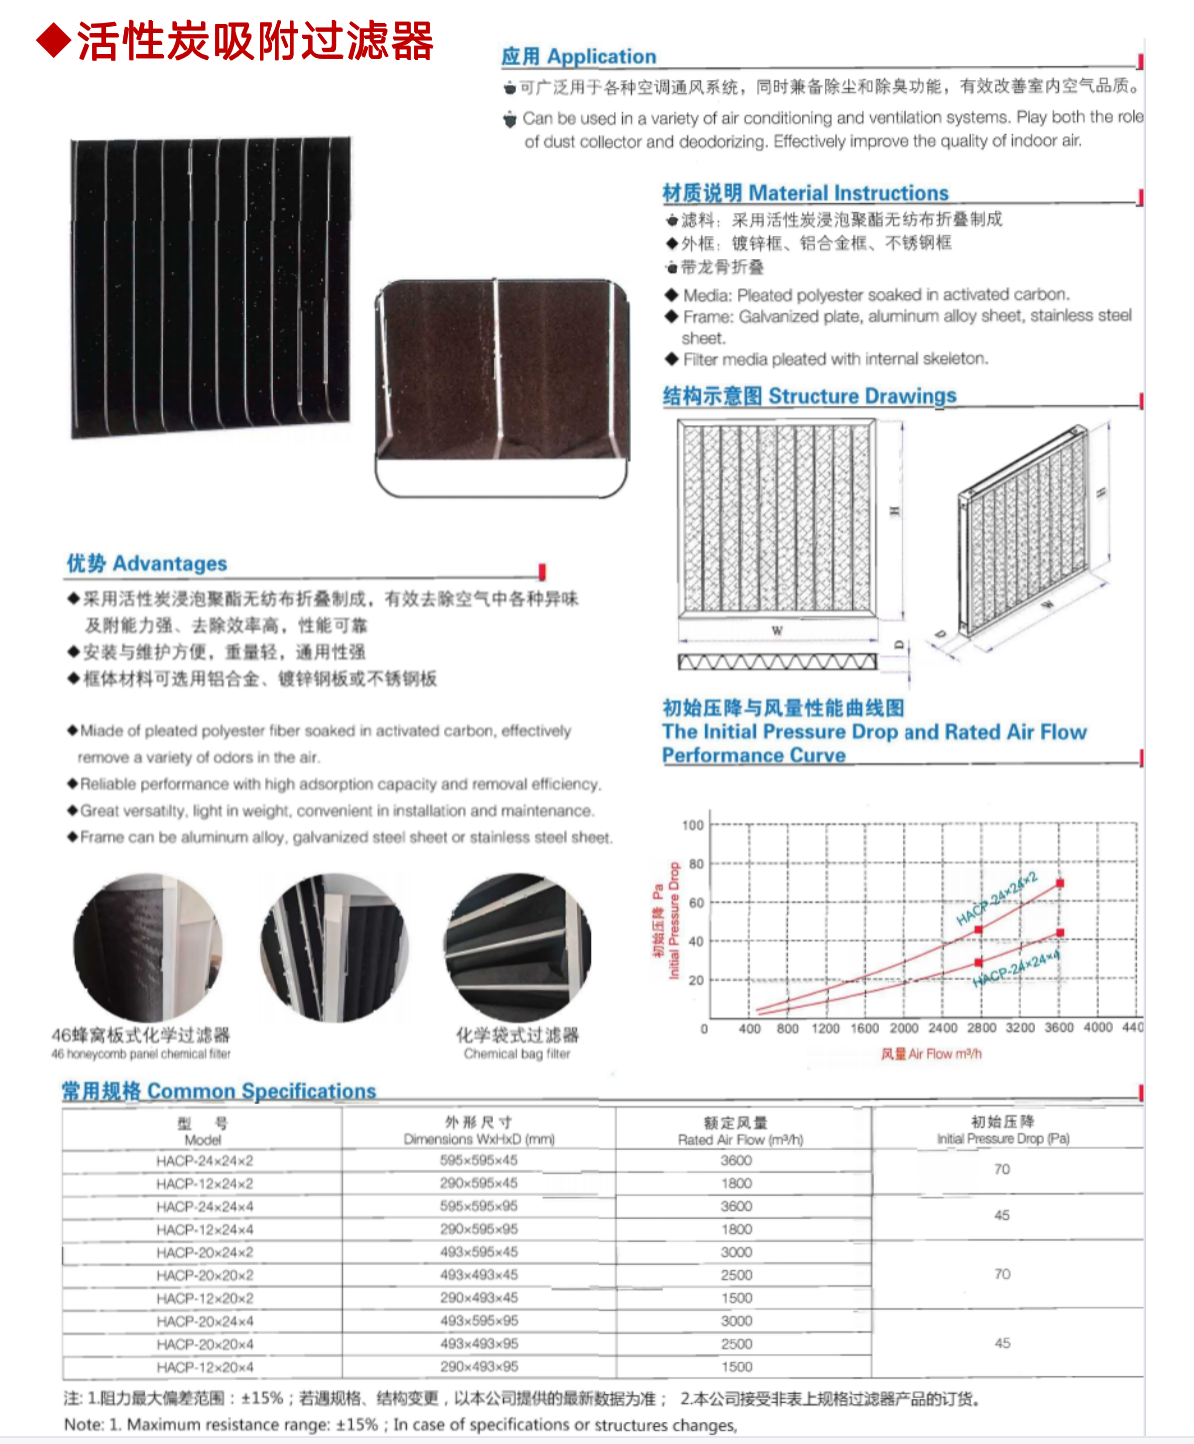 ◆活性炭吸附过滤器
应用 Application
可广泛用于各种空调通风系统，同时兼备除尘和除臭功能，有效改善室内空气品质。
Can be used in a variety of air conditioning and ventilation systems. Play both the role
of dust collector and deodorizing. Effectively improve the quality of indoor air.
材质说明 Material Instructions
滤料：采用活性炭浸泡聚酯无纺布折叠制成
◆外框：镀锌框、铝合金框、不锈钢框
带龙骨折叠
◆ Media: Pleated polyester soaked in activated carbon.
◆ Frame: Galvanized plate, aluminum alloy sheet, stainless steel
sheet.
◆ Filter media pleated with internal skeleton.
结构示意图 Structure Drawings
H
W
D
H
W
D
优势 Advantages
◆采用活性炭浸泡聚酯无纺布折叠制成，有效去除空气中各种异味
及附能力强、去除效率高，性能可靠
◆安装与维护方便，重量轻，通用性强
◆框体材料可选用铝合金、镀锌钢板或不锈钢板
◆Miade of pleated polyester fiber soaked in activated carbon, effectively
remove a variety of odors in the air.
◆Reliable performance with high adsorption capacity and removal efficiency.
◆Great versatilty, light in weight, convenient in installation and maintenance.
◆Frame can be aluminum alloy, galvanized steel sheet or stainless steel sheet.
46蜂窝板式化学过滤器
46 honeycomb panel chemical filter
化学袋式过滤器
Chemical bag filter
初始压降与风量性能曲线图
The Initial Pressure Drop and Rated Air Flow
Performance Curve
初始压降 Pa
Initial Pressure Drop
100
80
60
40
20
HACP-24×24×2
HACP-24×24×4
0 400 800 1200 1600 2000 2400 2800 3200 3600 4000 440
风量 Air Flow m³/h
常用规格 Common Specifications
型 号 外形尺寸 额定风量 初始压降
Model Dimensions WxHxD (mm) Rated Air Flow (m³/h) Initial Pressure Drop (Pa)
HACP-24×24×2 595×595×45 3600 70
HACP-12×24×2 290×595×45 1800
HACP-24×24×4 595×595×95 3600 45
HACP-12×24×4 290×595×95 1800
HACP-20×24×2 493×595×45 3000
HACP-20×20×2 493×493×45 2500 70
HACP-12×20×2 290×493×45 1500
HACP-20×24×4 493×595×95 3000
HACP-20×20×4 493×493×95 2500 45
HACP-12×20×4 290×493×95 1500
注: 1.阻力最大偏差范围：±15%；若遇规格、结构变更，以本公司提供的最新数据为准； 2.本公司接受非表上规格过滤器产品的订货。
Note: 1. Maximum resistance range: ±15%；In case of specifications or structures changes,